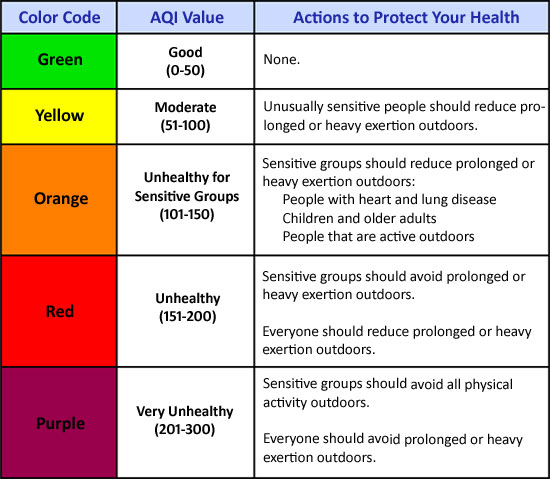 Color Code AQI Value Actions to Protect Your Health
Green
Good
(0-50)
None.
Yellow
Moderate
(51-100)
Unusually sensitive people should reduce pro-
longed or heavy exertion outdoors.
Orange
Unhealthy for
Sensitive Groups
(101-150)
Sensitive groups should reduce prolonged or
heavy exertion outdoors:
People with heart and lung disease
Children and older adults
People that are active outdoors
Red
Unhealthy
(151-200)
Sensitive groups should avoid prolonged or
heavy exertion outdoors.
Everyone should reduce prolonged or heavy
exertion outdoors.
Purple
Very Unhealthy
(201-300)
Sensitive groups should avoid all physical
activity outdoors.
Everyone should avoid prolonged or heavy
exertion outdoors.